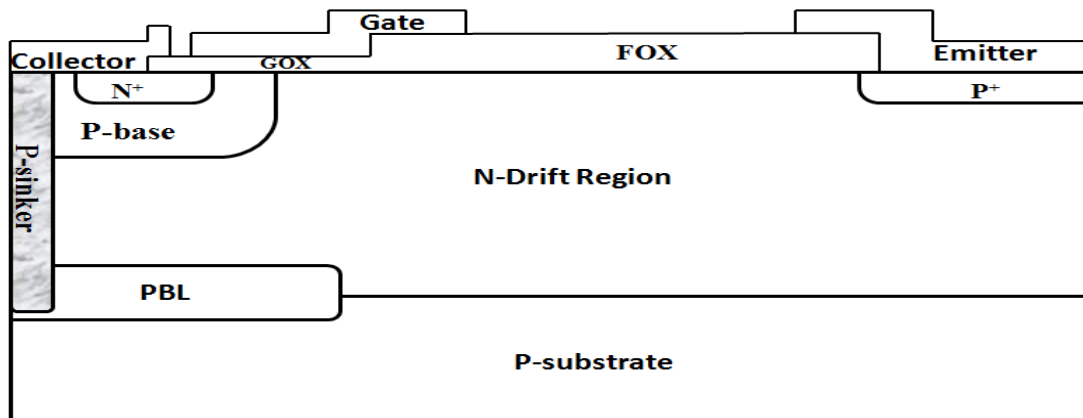 Gate
Collector
GOX
FOX
Emitter
N+
P+
P-base
P-sinker
N-Drift Region
PBL
P-substrate